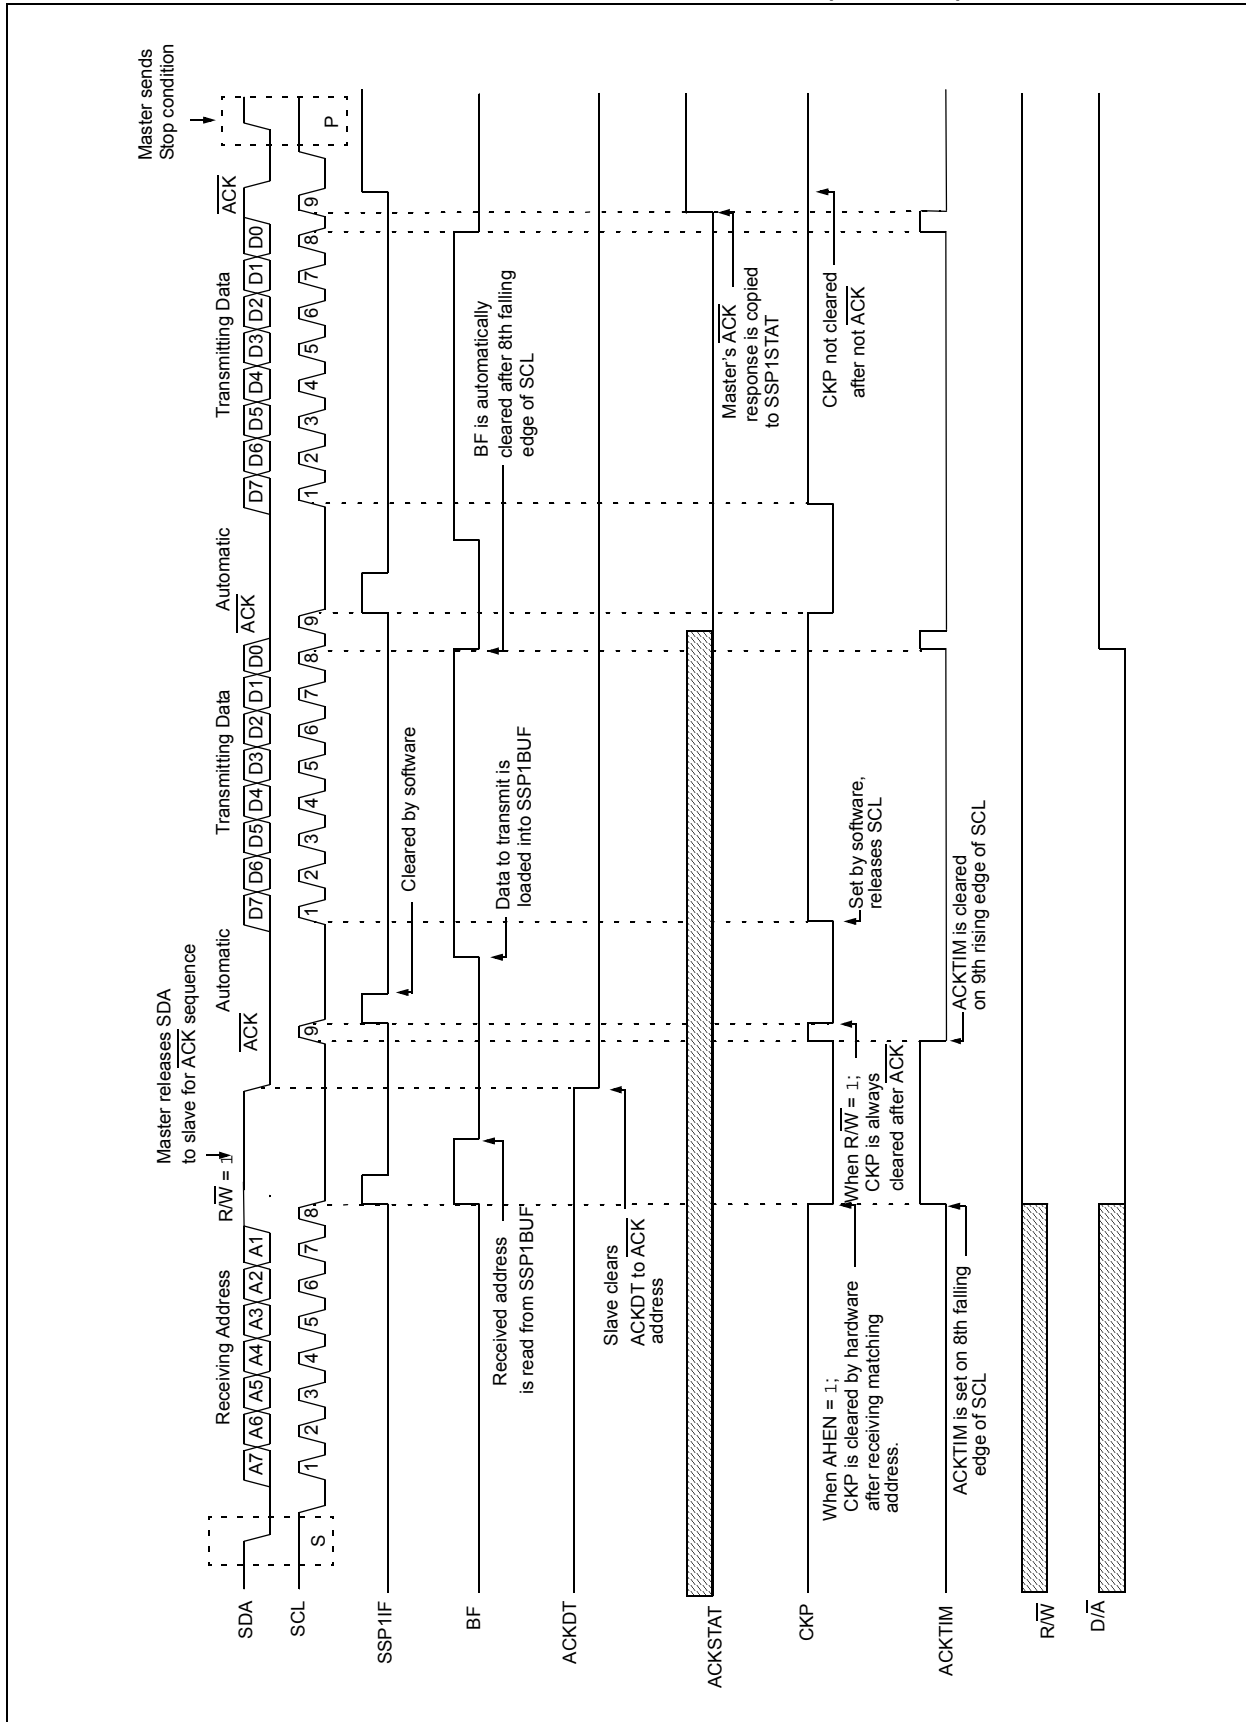 Master sends
Stop condition
Master releases SDA
to slave for ACK sequence
Receiving Address
R/W = 1
Automatic
ACK
Transmitting Data
Automatic
ACK
Transmitting Data
ACK
SDA
A7 A6 A5 A4 A3 A2 A1
D7 D6 D5 D4 D3 D2 D1 D0
D7 D6 D5 D4 D3 D2 D1 D0
SCL
S
1 2 3 4 5 6 7 8 9
1 2 3 4 5 6 7 8 9
1 2 3 4 5 6 7 8 9
P
SSP1IF
Cleared by software
BF
Received address
is read from SSP1BUF
Data to transmit is
loaded into SSP1BUF
BF is automatically
cleared after 8th falling
edge of SCL
ACKDT
Slave clears
ACKDT to ACK
address
ACKSTAT
Master's ACK
response is copied
to SSP1STAT
CKP
When AHEN = 1;
CKP is cleared by hardware
after receiving matching
address.
When R/W = 1;
CKP is always
cleared after ACK
Set by software,
releases SCL
CKP not cleared
after not ACK
ACKTIM
ACKTIM is set on 8th falling
edge of SCL
ACKTIM is cleared
on 9th rising edge of SCL
R/W
D/A